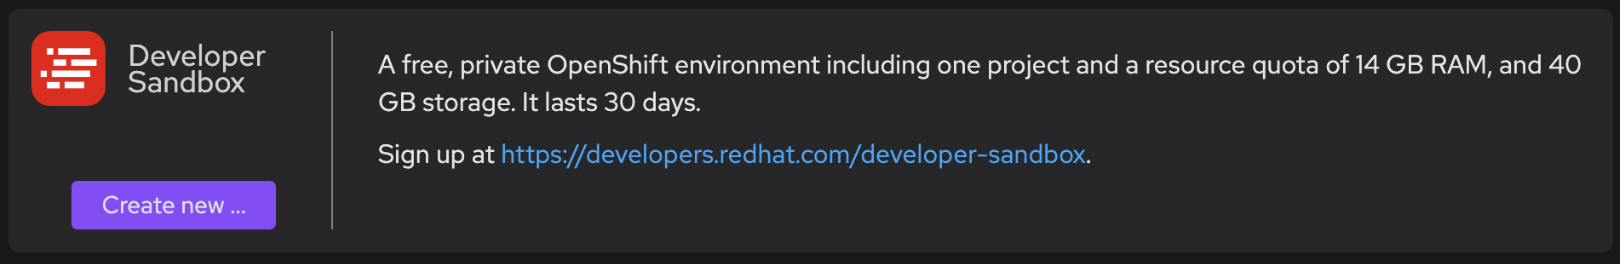 Developer
Sandbox
Create new ...
A free, private OpenShift environment including one project and a resource quota of 14 GB RAM, and 40
GB storage. It lasts 30 days.
Sign up at https://developers.redhat.com/developer-sandbox.